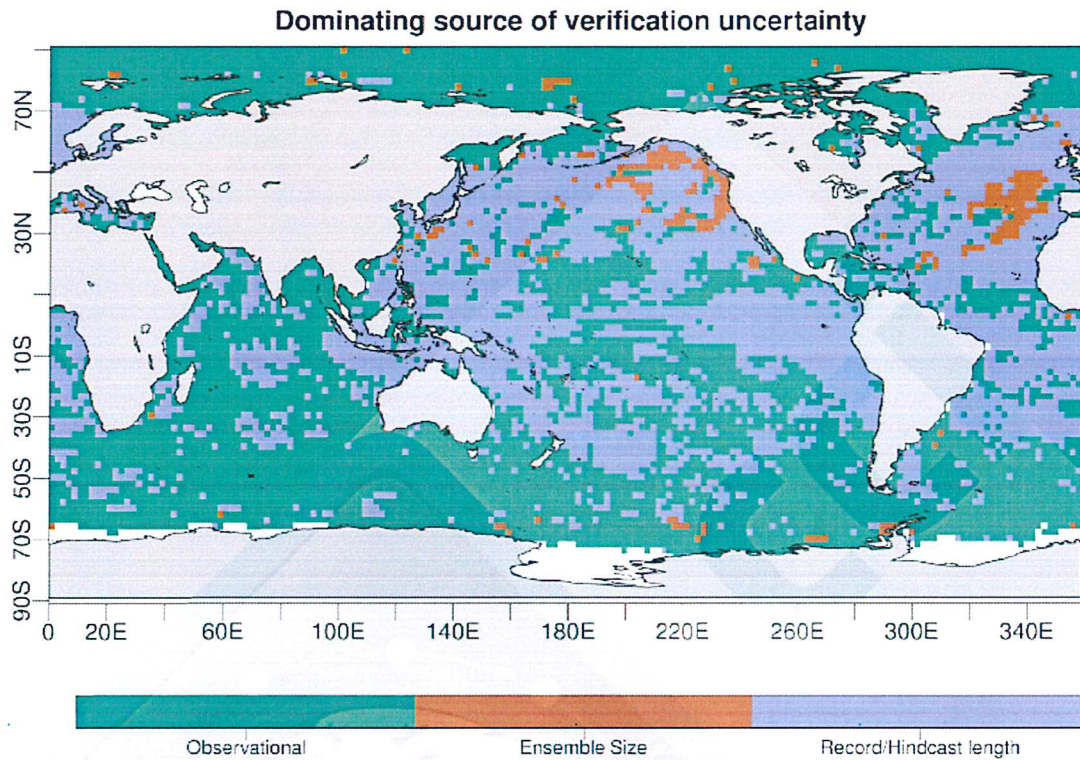 Dominating source of verification uncertainty
70N
30N
10S
30S
50S
70S
90S
0 20E 60E 100E 140E 180E 220E 260E 300E 340E
Observational Ensemble Size Record/Hindcast length